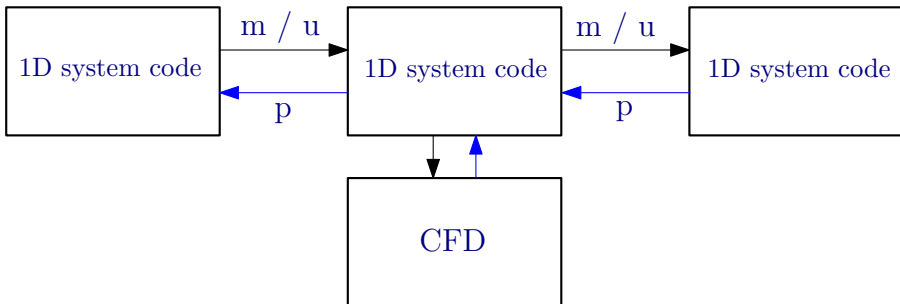 m / u
m / u
1D system code
1D system code
1D system code
p
p
CFD